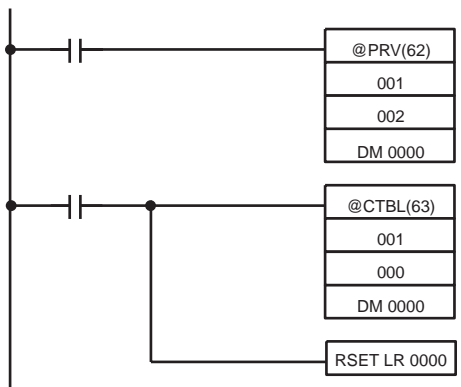 @PRV(62)
001
002
DM 0000
@CTBL(63)
001
000
DM 0000
RSET LR 0000